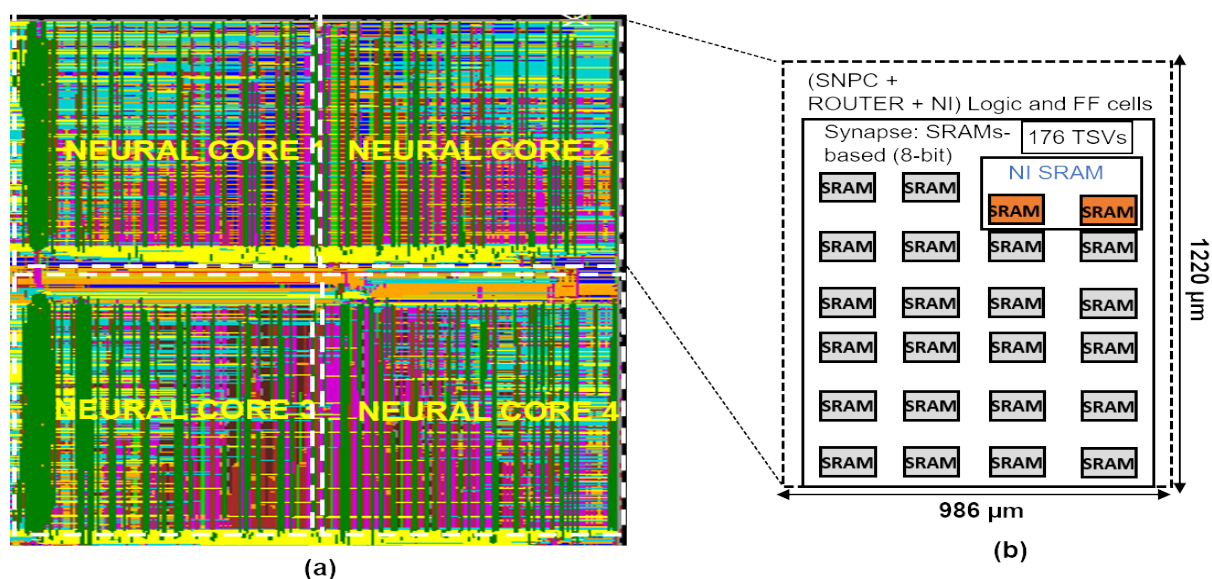 NEURAL CORE 1
NEURAL CORE 2
NEURAL CORE 3
NEURAL CORE 4
(a)
(SNPC +
ROUTER + NI) Logic and FF cells
Synapse: SRAMs-
based (8-bit)
176 TSVs
NI SRAM
SRAM SRAM SRAM SRAM
SRAM SRAM SRAM SRAM
SRAM SRAM SRAM SRAM
SRAM SRAM SRAM SRAM
SRAM SRAM SRAM SRAM
SRAM SRAM SRAM SRAM
1220 µm
986 µm
(b)